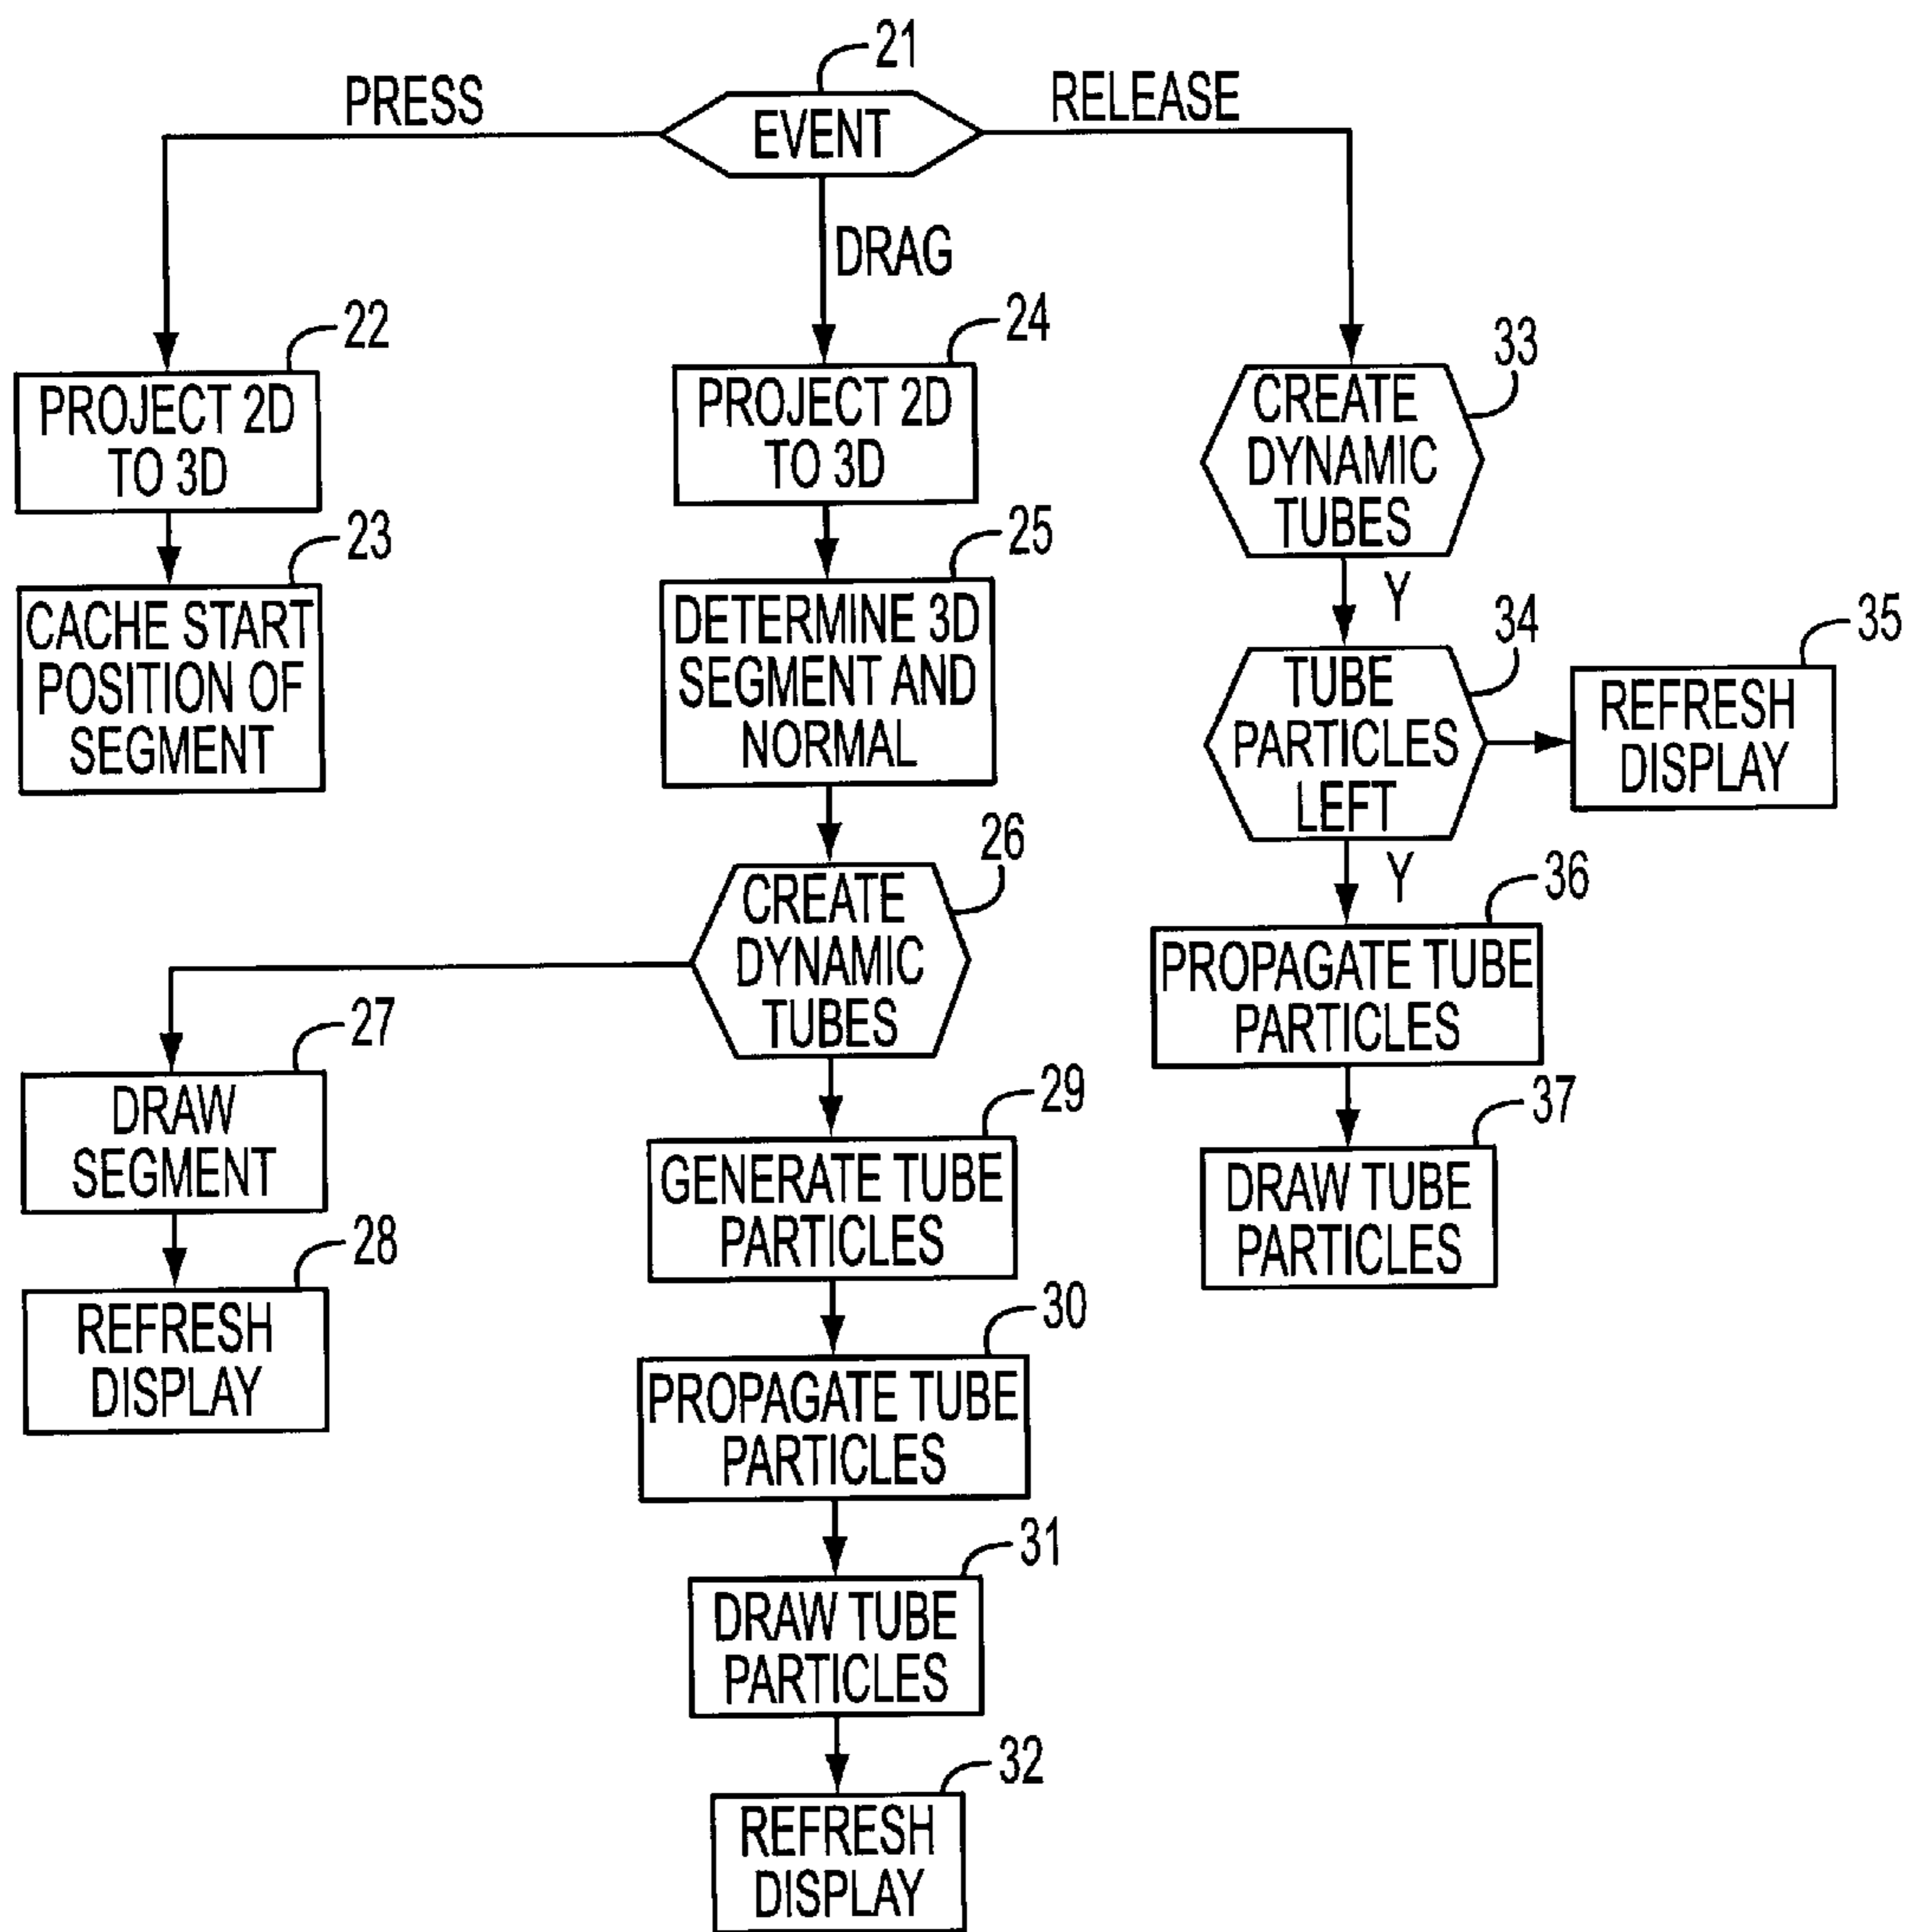 21
PRESS
EVENT
RELEASE
DRAG
22
PROJECT 2D
TO 3D
23
CACHE START
POSITION OF
SEGMENT
24
PROJECT 2D
TO 3D
25
DETERMINE 3D
SEGMENT AND
NORMAL
26
CREATE
DYNAMIC
TUBES
27
DRAW
SEGMENT
28
REFRESH
DISPLAY
29
GENERATE TUBE
PARTICLES
30
PROPAGATE TUBE
PARTICLES
31
DRAW TUBE
PARTICLES
32
REFRESH
DISPLAY
33
CREATE
DYNAMIC
TUBES
Y
34
TUBE
PARTICLES
LEFT
35
REFRESH
DISPLAY
Y
36
PROPAGATE TUBE
PARTICLES
37
DRAW TUBE
PARTICLES